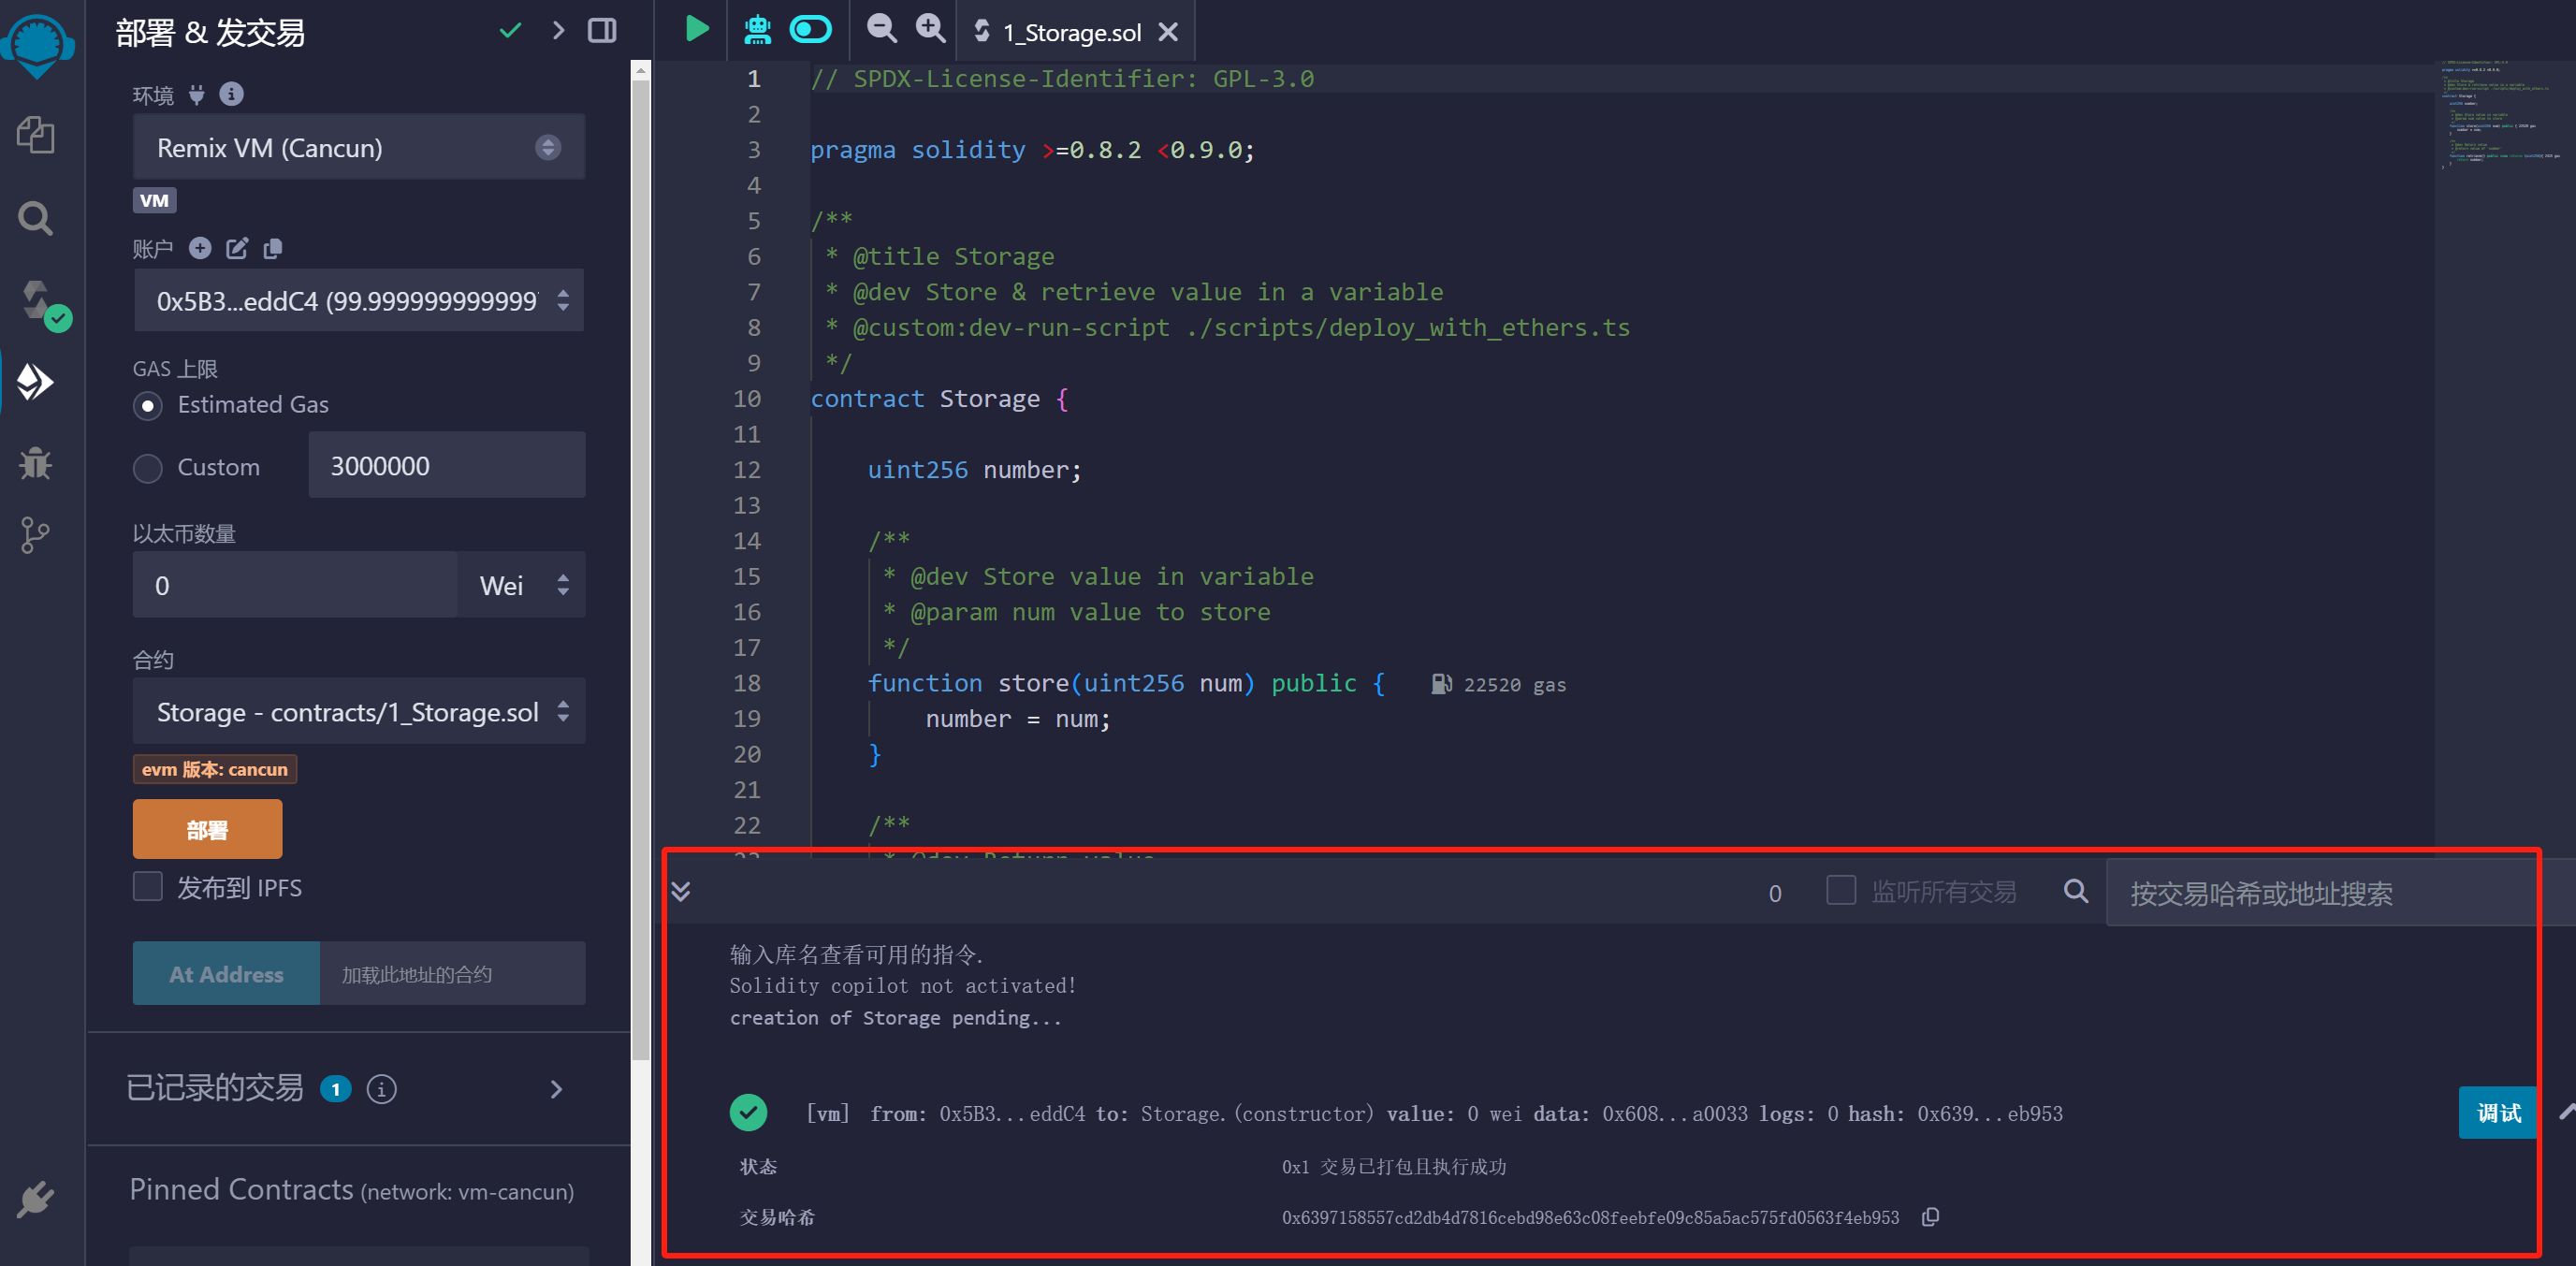 部署 & 发交易
环境
Remix VM (Cancun)
VM
账户
0x5B3...eddC4 (99.999999999999
GAS 上限
Estimated Gas
Custom
3000000
以太币数量
0
Wei
合约
Storage - contracts/1_Storage.sol
evm 版本: cancun
部署
发布到 IPFS
At Address
加载此地址的合约
已记录的交易 1
Pinned Contracts (network: vm-cancun)
1_Storage.sol
1 // SPDX-License-Identifier: GPL-3.0
2
3 pragma solidity >=0.8.2 <0.9.0;
4
5 /**
6 * @title Storage
7 * @dev Store & retrieve value in a variable
8 * @custom:dev-run-script ./scripts/deploy_with_ethers.ts
9 */
10 contract Storage {
11
12 uint256 number;
13
14 /**
15 * @dev Store value in variable
16 * @param num value to store
17 */
18 function store(uint256 num) public { 22520 gas
19 number = num;
20 }
21
22 /**
23 * @dev Return value
0
监听所有交易
按交易哈希或地址搜索
输入库名查看可用的指令.
Solidity copilot not activated!
creation of Storage pending...
[vm] from: 0x5B3...eddC4 to: Storage.(constructor) value: 0 wei data: 0x608...a0033 logs: 0 hash: 0x639...eb953
调试
状态 0x1 交易已打包且执行成功
交易哈希 0x6397158557cd2db4d7816cebd98e63c08feebfe09c85a5ac575fd0563f4eb953